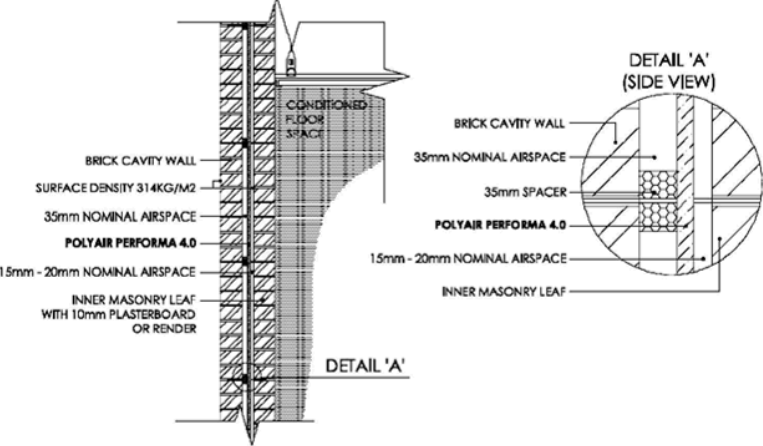 CONDITIONED
FLOOR
SPACE
BRICK CAVITY WALL
SURFACE DENSITY 314KG/M2
35mm NOMINAL AIRSPACE
POLYAIR PERFORMA 4.0
15mm - 20mm NOMINAL AIRSPACE
INNER MASONRY LEAF
WITH 10mm PLASTERBOARD
OR RENDER
DETAIL 'A'
DETAIL 'A'
(SIDE VIEW)
BRICK CAVITY WALL
35mm NOMINAL AIRSPACE
35mm SPACER
POLYAIR PERFORMA 4.0
15mm - 20mm NOMINAL AIRSPACE
INNER MASONRY LEAF